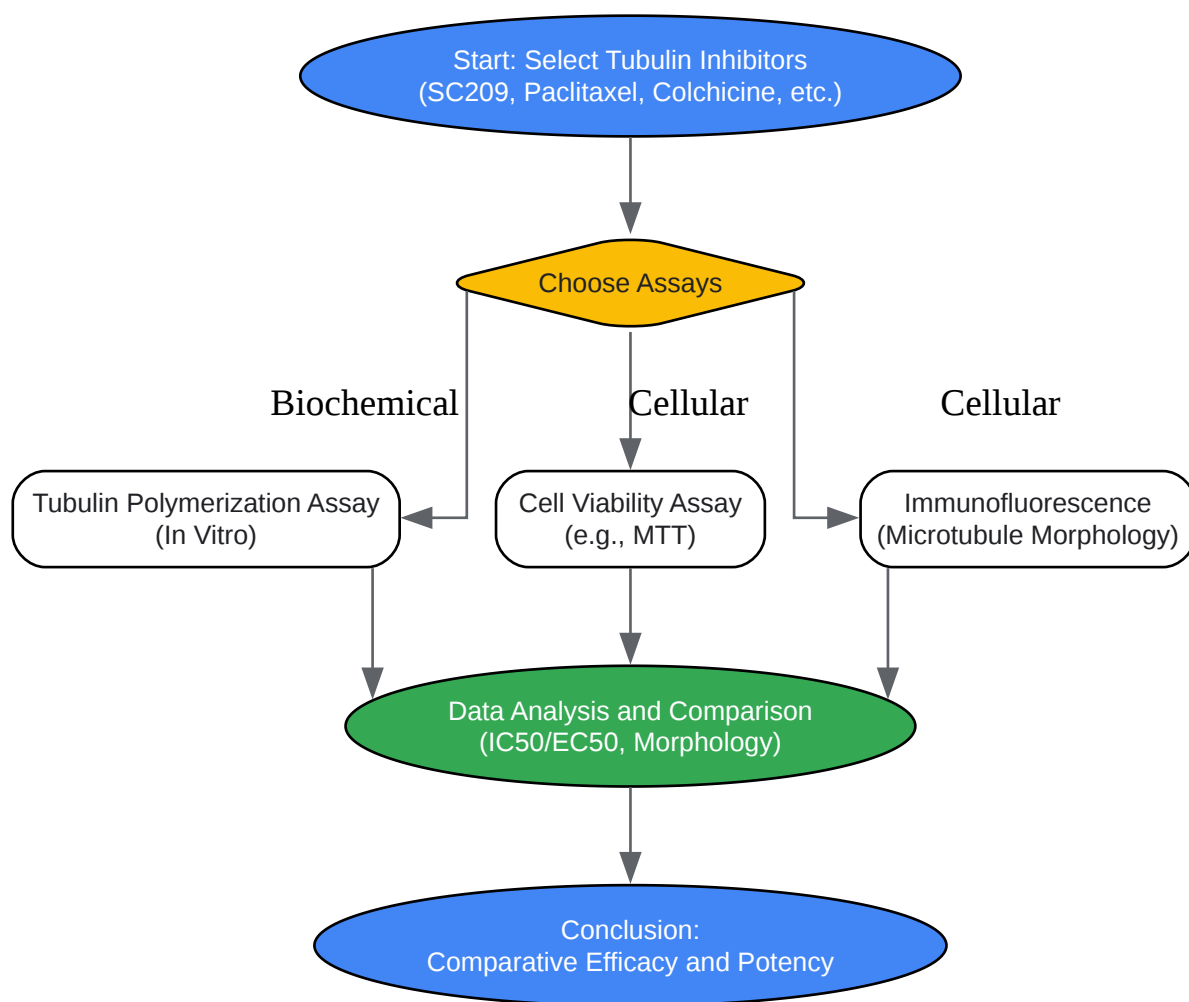 Start: Select Tubulin Inhibitors
(SC209, Paclitaxel, Colchicine, etc.)
Choose Assays
Biochemical
Cellular
Cellular
Tubulin Polymerization Assay
(In Vitro)
Cell Viability Assay
(e.g., MTT)
Immunofluorescence
(Microtubule Morphology)
Data Analysis and Comparison
(IC50/EC50, Morphology)
Conclusion:
Comparative Efficacy and Potency